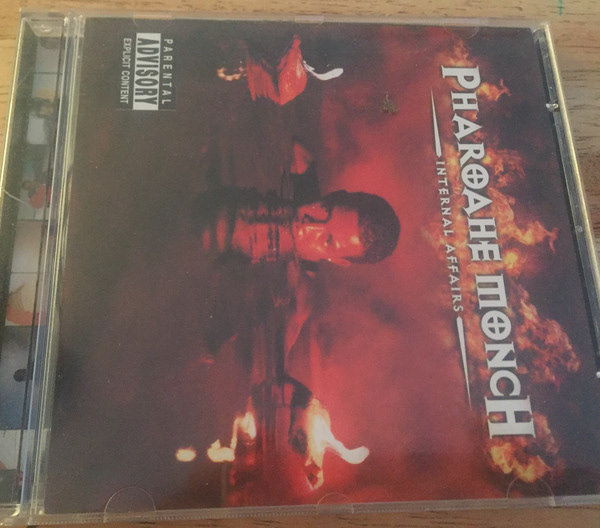 PHAROAHE MONCH
INTERNAL AFFAIRS
PARENTAL
ADVISORY
EXPLICIT CONTENT